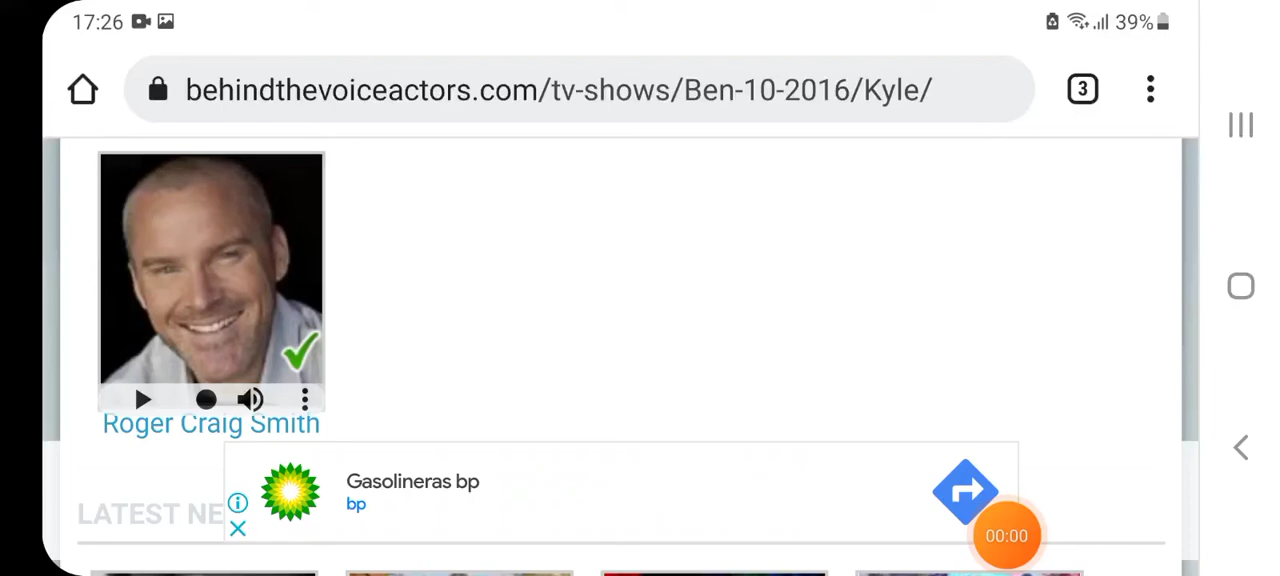 17:26
39%
behindthevoiceactors.com/tv-shows/Ben-10-2016/Kyle/
3
Roger Craig Smith
Gasolineras bp
bp
LATEST NE
00:00